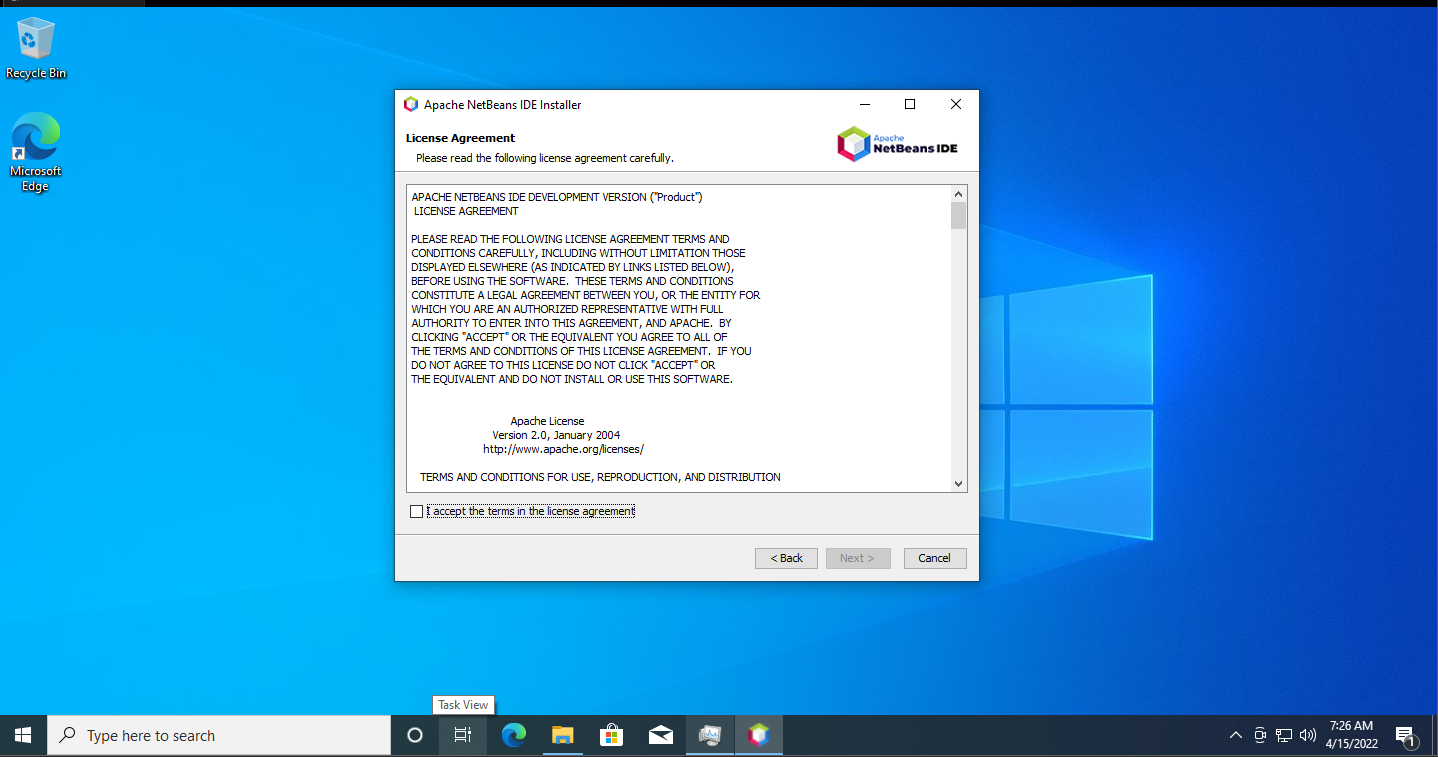 Recycle Bin
Microsoft
Edge
Apache NetBeans IDE Installer
License Agreement
Please read the following license agreement carefully.
Apache
NetBeans IDE
APACHE NETBEANS IDE DEVELOPMENT VERSION ("Product")
LICENSE AGREEMENT
PLEASE READ THE FOLLOWING LICENSE AGREEMENT TERMS AND
CONDITIONS CAREFULLY, INCLUDING WITHOUT LIMITATION THOSE
DISPLAYED ELSEWHERE (AS INDICATED BY LINKS LISTED BELOW),
BEFORE USING THE SOFTWARE.  THESE TERMS AND CONDITIONS
CONSTITUTE A LEGAL AGREEMENT BETWEEN YOU, OR THE ENTITY FOR
WHICH YOU ARE AN AUTHORIZED REPRESENTATIVE WITH FULL
AUTHORITY TO ENTER INTO THIS AGREEMENT, AND APACHE.  BY
CLICKING "ACCEPT" OR THE EQUIVALENT YOU AGREE TO ALL OF
THE TERMS AND CONDITIONS OF THIS LICENSE AGREEMENT.  IF YOU
DO NOT AGREE TO THIS LICENSE DO NOT CLICK "ACCEPT" OR
THE EQUIVALENT AND DO NOT INSTALL OR USE THIS SOFTWARE.
Apache License
Version 2.0, January 2004
http://www.apache.org/licenses/
TERMS AND CONDITIONS FOR USE, REPRODUCTION, AND DISTRIBUTION
I accept the terms in the license agreement
< Back
Next >
Cancel
Task View
Type here to search
7:26 AM
4/15/2022
1